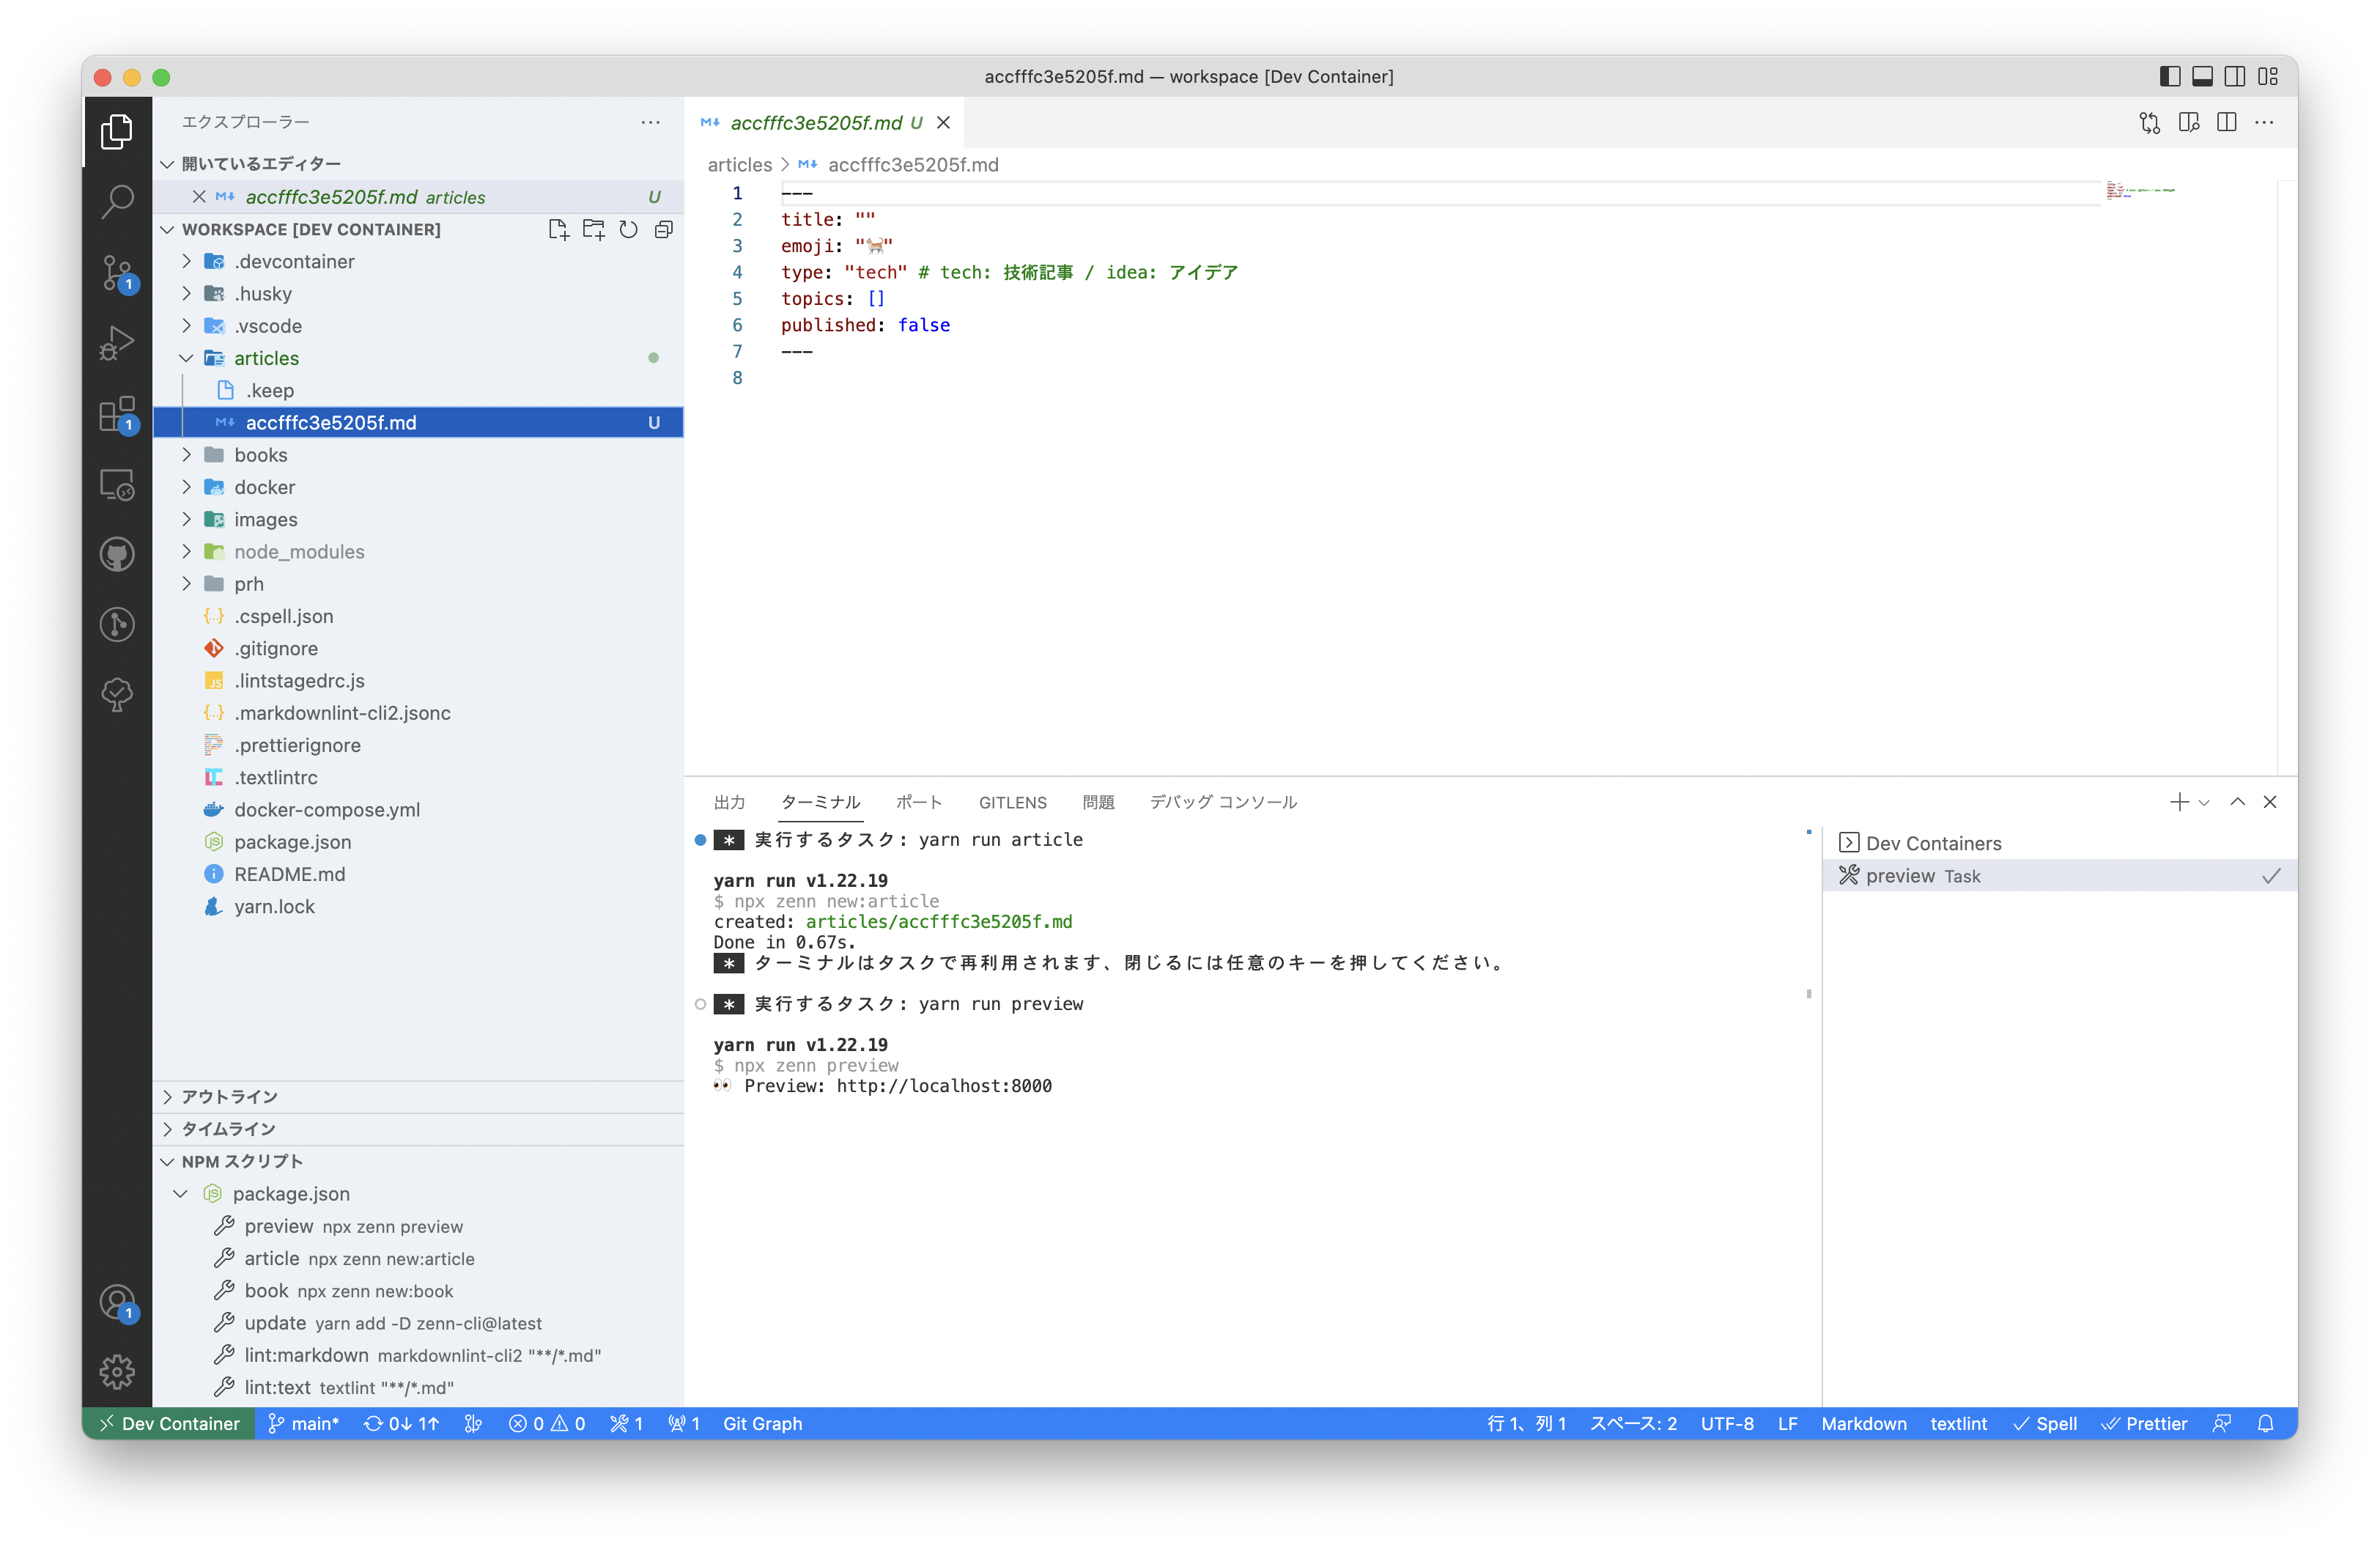 accfffc3e5205f.md — workspace [Dev Container]
エクスプローラー
開いているエディター
accfffc3e5205f.md articles U
WORKSPACE [DEV CONTAINER]
.devcontainer
.husky
.vscode
articles
.keep
accfffc3e5205f.md U
books
docker
images
node_modules
prh
.cspell.json
.gitignore
.lintstagedrc.js
.markdownlint-cli2.jsonc
.prettierignore
.textlintrc
docker-compose.yml
package.json
README.md
yarn.lock
アウトライン
タイムライン
NPM スクリプト
package.json
preview npx zenn preview
article npx zenn new:article
book npx zenn new:book
update yarn add -D zenn-cli@latest
lint:markdown markdownlint-cli2 "**/*.md"
lint:text textlint "**/*.md"
1
1
1
accfffc3e5205f.md U
articles > accfffc3e5205f.md
1 ---
2 title: ""
3 emoji: "🐕"
4 type: "tech" # tech: 技術記事 / idea: アイデア
5 topics: []
6 published: false
7 ---
8
出力 ターミナル ポート GITLENS 問題 デバッグ コンソール
* 実行するタスク: yarn run article
yarn run v1.22.19
$ npx zenn new:article
created: articles/accfffc3e5205f.md
Done in 0.67s.
* ターミナルはタスクで再利用されます、閉じるには任意のキーを押してください。
* 実行するタスク: yarn run preview
yarn run v1.22.19
$ npx zenn preview
👀 Preview: http://localhost:8000
Dev Containers
preview Task
Dev Container main* 0↓ 1↑ 0 0 1 1 Git Graph 行 1、列 1 スペース: 2 UTF-8 LF Markdown textlint Spell Prettier